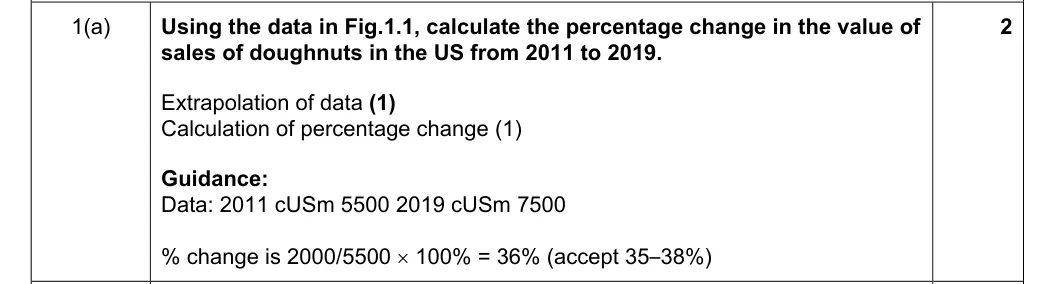 1(a)
Using the data in Fig.1.1, calculate the percentage change in the value of
sales of doughnuts in the US from 2011 to 2019.
2
Extrapolation of data (1)
Calculation of percentage change (1)
Guidance:
Data: 2011 cUSm 5500 2019 cUSm 7500
% change is 2000/5500 × 100% = 36% (accept 35–38%)